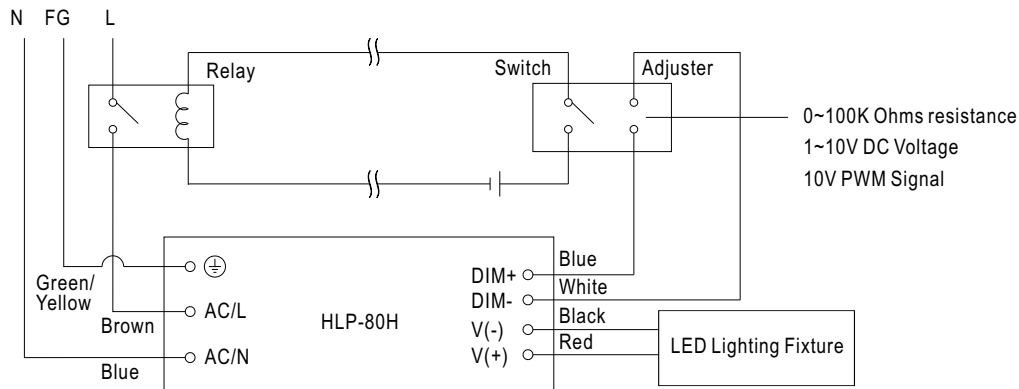 N FG L
Relay
Switch
Adjuster
0~100K Ohms resistance
1~10V DC Voltage
10V PWM Signal
Green/
Yellow
Brown
Blue
AC/L
AC/N
HLP-80H
DIM+
DIM-
V(-)
V(+)
Blue
White
Black
Red
LED Lighting Fixture